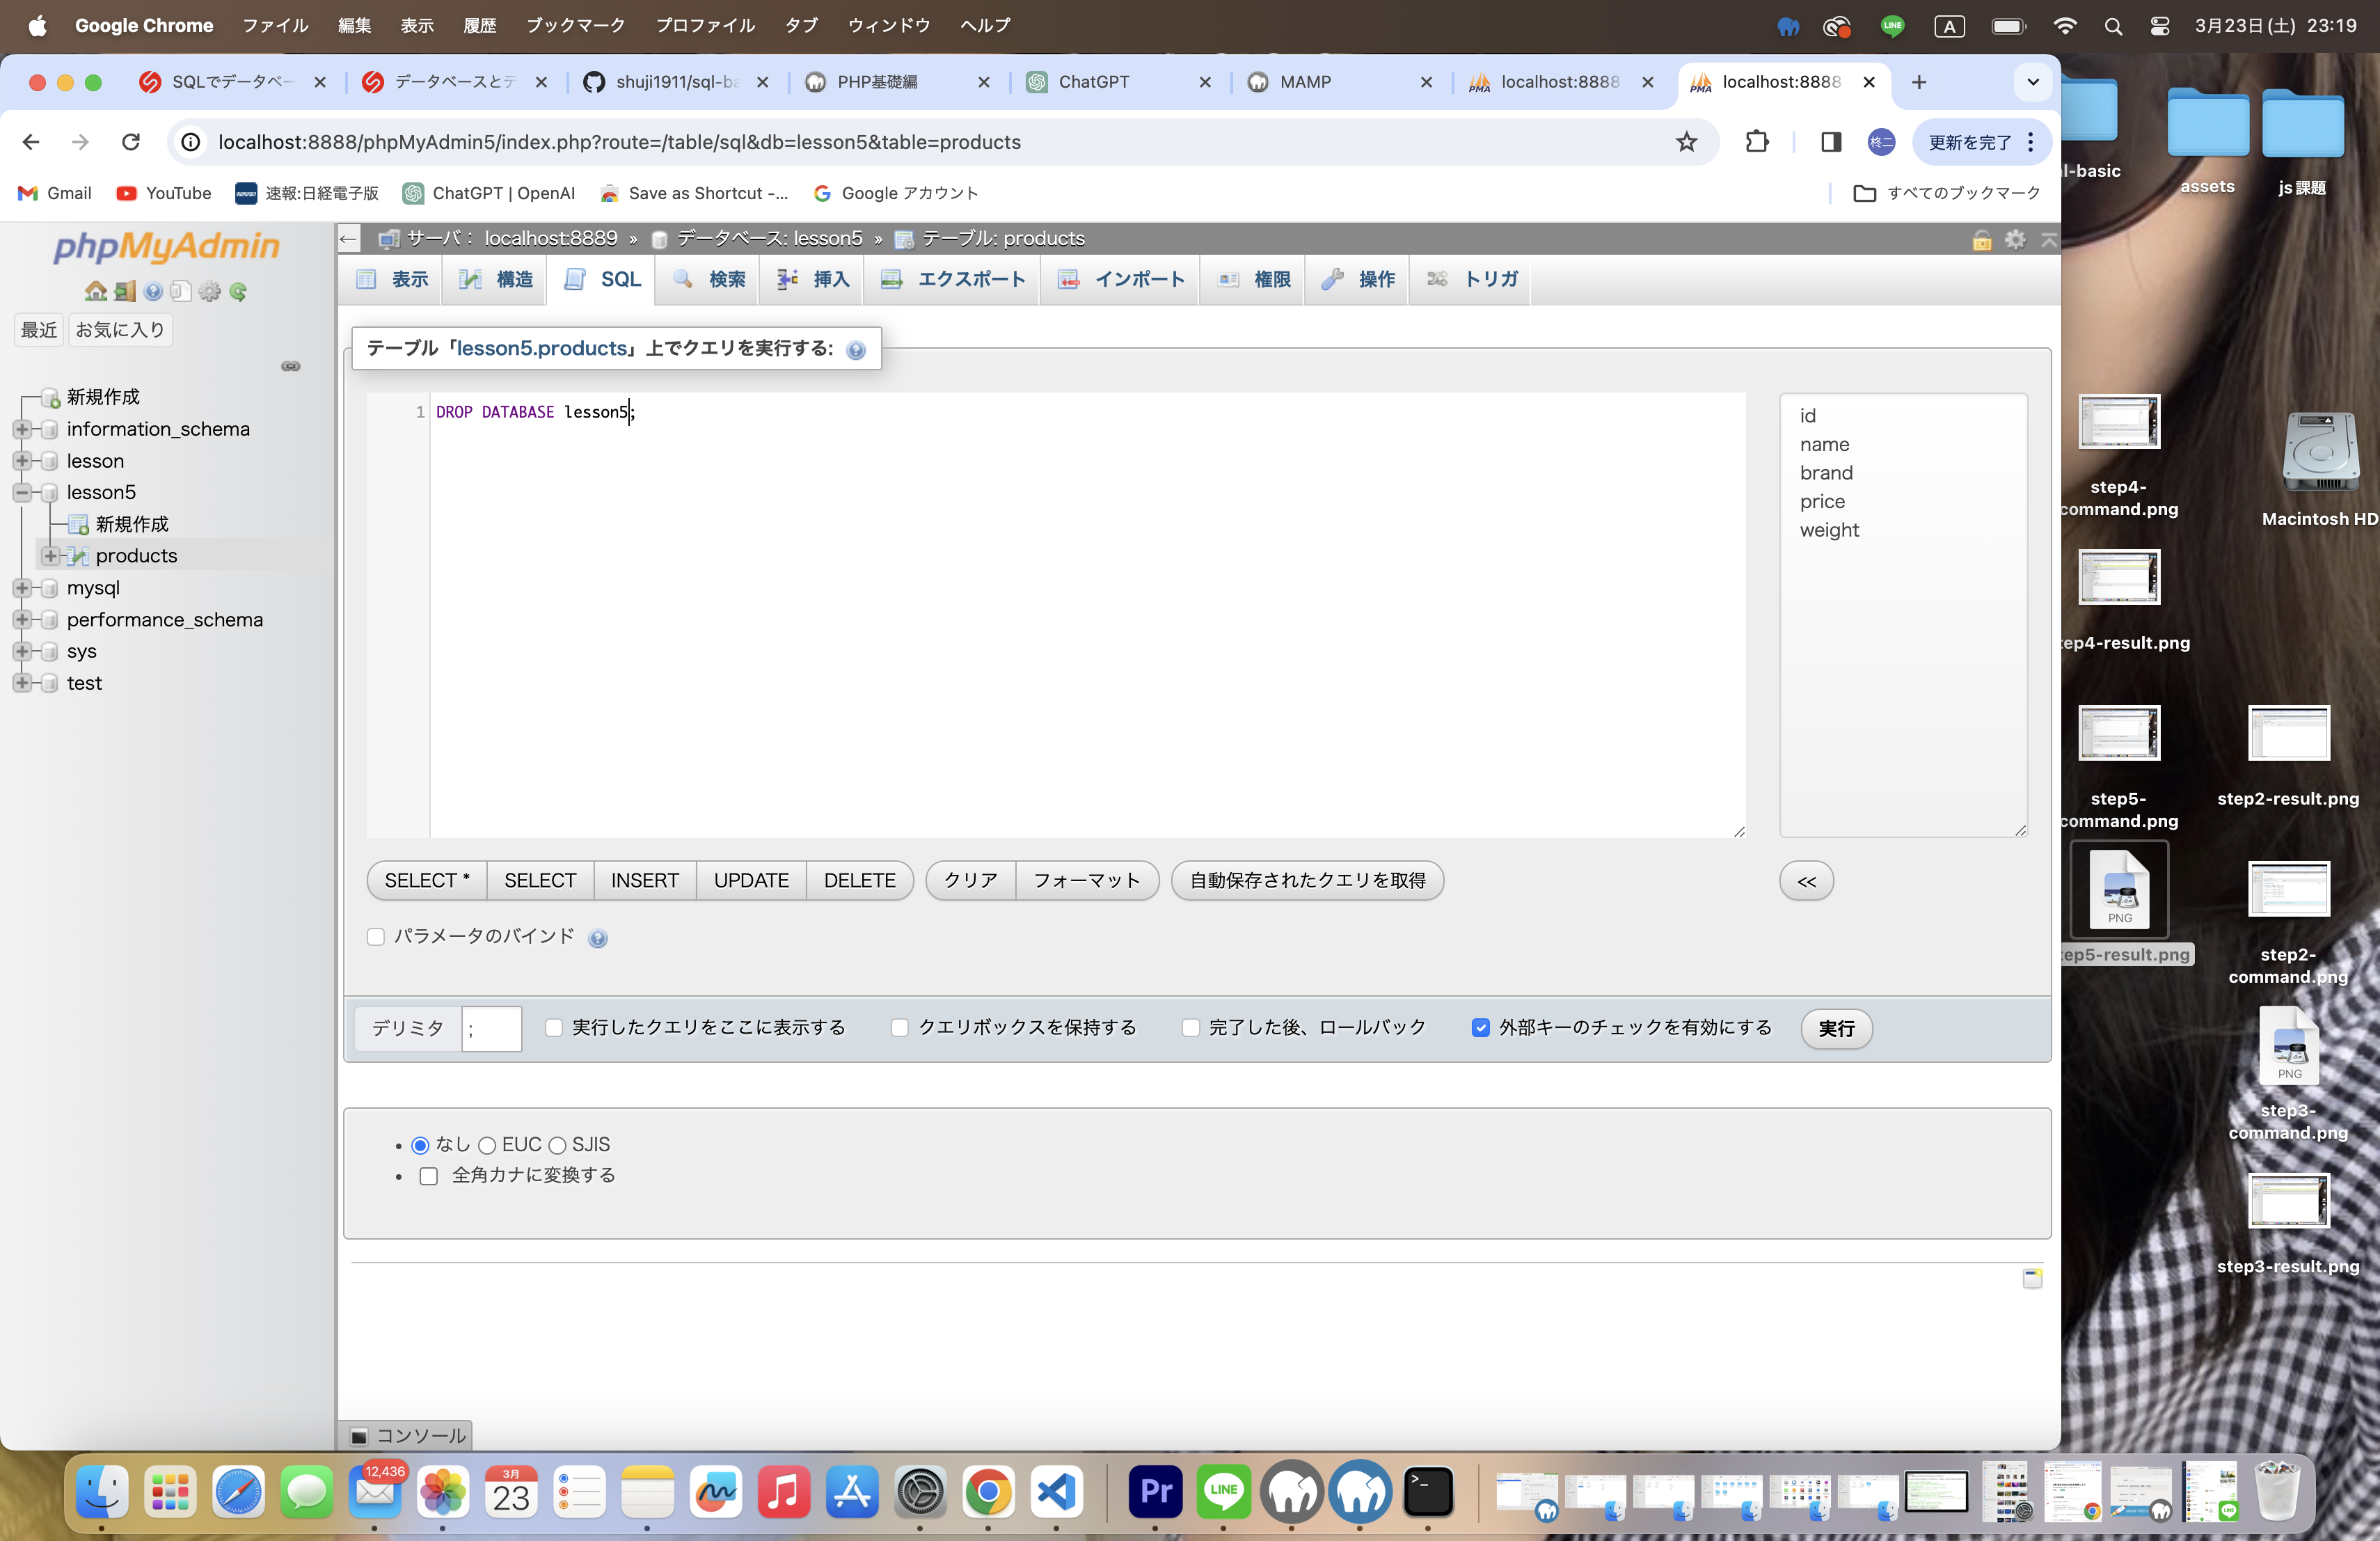 Google Chrome ファイル 編集 表示 履歴 ブックマーク プロファイル タブ ウィンドウ ヘルプ LINE A 3月23日(土) 23:19
SQLでデータベー データベースとデ shuji1911/sql-ba PHP基礎編 ChatGPT MAMP PMA localhost:8888 PMA localhost:8888
localhost:8888/phpMyAdmin5/index.php?route=/table/sql&db=lesson5&table=products 柊二 更新を完了
Gmail YouTube 速報:日経電子版 ChatGPT | OpenAI Save as Shortcut -... Google アカウント すべてのブックマーク
phpMyAdmin
最近 お気に入り
新規作成
information_schema
lesson
lesson5
新規作成
products
mysql
performance_schema
sys
test
サーバ: localhost:8889 » データベース: lesson5 » テーブル: products
表示 構造 SQL 検索 挿入 エクスポート インポート 権限 操作 トリガ
テーブル「lesson5.products」上でクエリを実行する:
1 DROP DATABASE lesson5;
id
name
brand
price
weight
SELECT * SELECT INSERT UPDATE DELETE クリア フォーマット 自動保存されたクエリを取得 <<
パラメータのバインド
デリミタ ; 実行したクエリをここに表示する クエリボックスを保持する 完了した後、ロールバック 外部キーのチェックを有効にする 実行
なし EUC SJIS
全角カナに変換する
コンソール
l-basic
assets
js課題
step4-
command.png
Macintosh HD
tep4-result.png
step5-
command.png
step2-result.png
PNG
tep5-result.png
step2-
command.png
PNG
step3-
command.png
step3-result.png
12,436
3月
23
Pr
LINE
>_